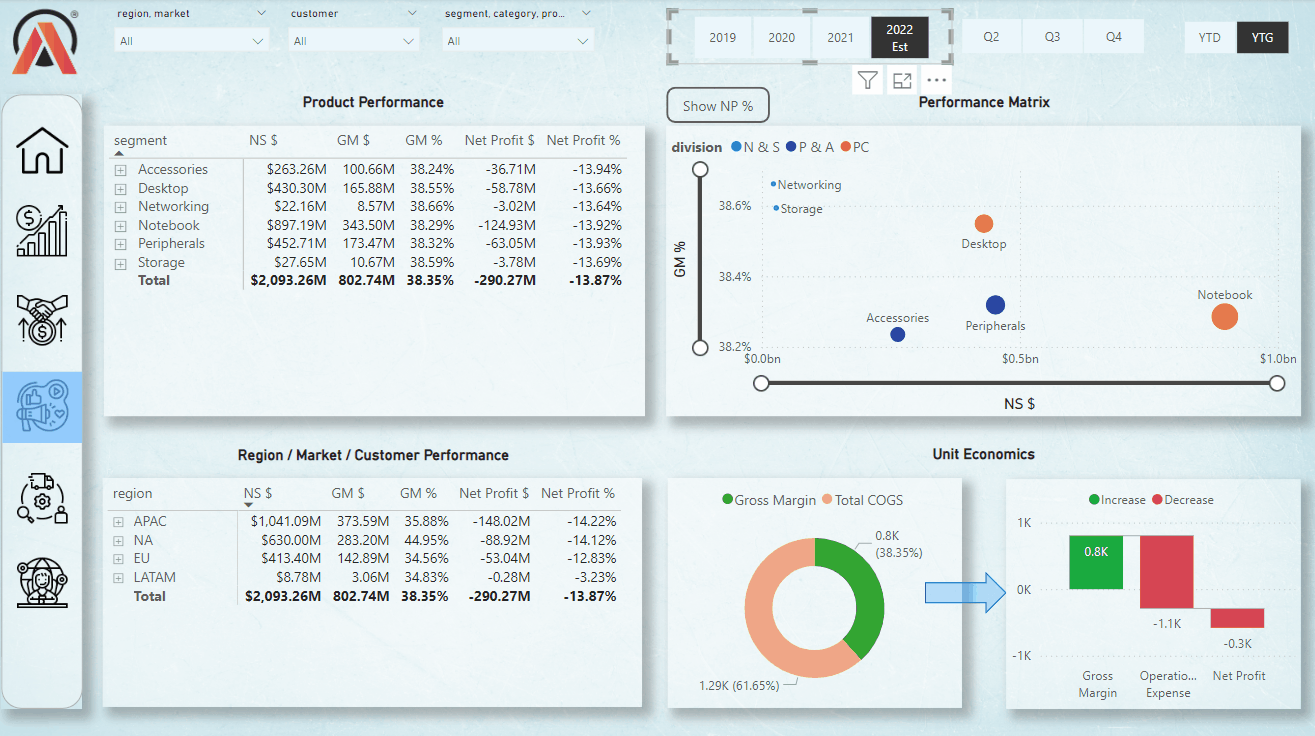 region, market
customer
segment, category, pro...
All
All
All
2019
2020
2021
2022
Est
Q2
Q3
Q4
YTD
YTG
®
Product Performance
segment NS $ GM $ GM % Net Profit $ Net Profit %
Accessories $263.26M 100.66M 38.24% -36.71M -13.94%
Desktop $430.30M 165.88M 38.55% -58.78M -13.66%
Networking $22.16M 8.57M 38.66% -3.02M -13.64%
Notebook $897.19M 343.50M 38.29% -124.93M -13.92%
Peripherals $452.71M 173.47M 38.32% -63.05M -13.93%
Storage $27.65M 10.67M 38.59% -3.78M -13.69%
Total $2,093.26M 802.74M 38.35% -290.27M -13.87%
Show NP %
Performance Matrix
division N & S P & A PC
GM %
38.6%
38.4%
38.2%
Networking
Storage
Desktop
Notebook
Accessories
Peripherals
$0.0bn $0.5bn $1.0bn
NS $
Region / Market / Customer Performance
region NS $ GM $ GM % Net Profit $ Net Profit %
APAC $1,041.09M 373.59M 35.88% -148.02M -14.22%
NA $630.00M 283.20M 44.95% -88.92M -14.12%
EU $413.40M 142.89M 34.56% -53.04M -12.83%
LATAM $8.78M 3.06M 34.83% -0.28M -3.23%
Total $2,093.26M 802.74M 38.35% -290.27M -13.87%
Unit Economics
Gross Margin Total COGS
0.8K
(38.35%)
1.29K (61.65%)
Increase Decrease
1K
0K
-1K
0.8K
-1.1K
-0.3K
Gross
Margin
Operatio...
Expense
Net Profit